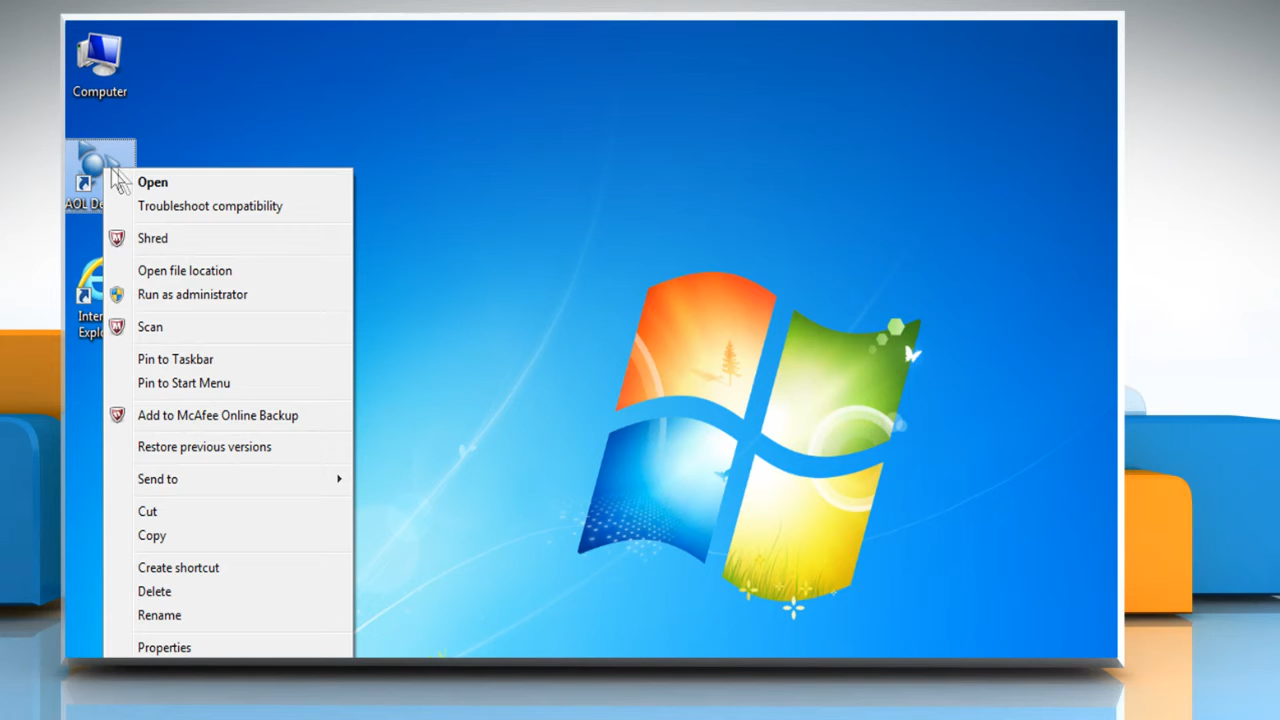 Computer
AOL
Open
Troubleshoot compatibility
Shred
Open file location
Run as administrator
Scan
Pin to Taskbar
Pin to Start Menu
Add to McAfee Online Backup
Restore previous versions
Send to
Cut
Copy
Create shortcut
Delete
Rename
Properties